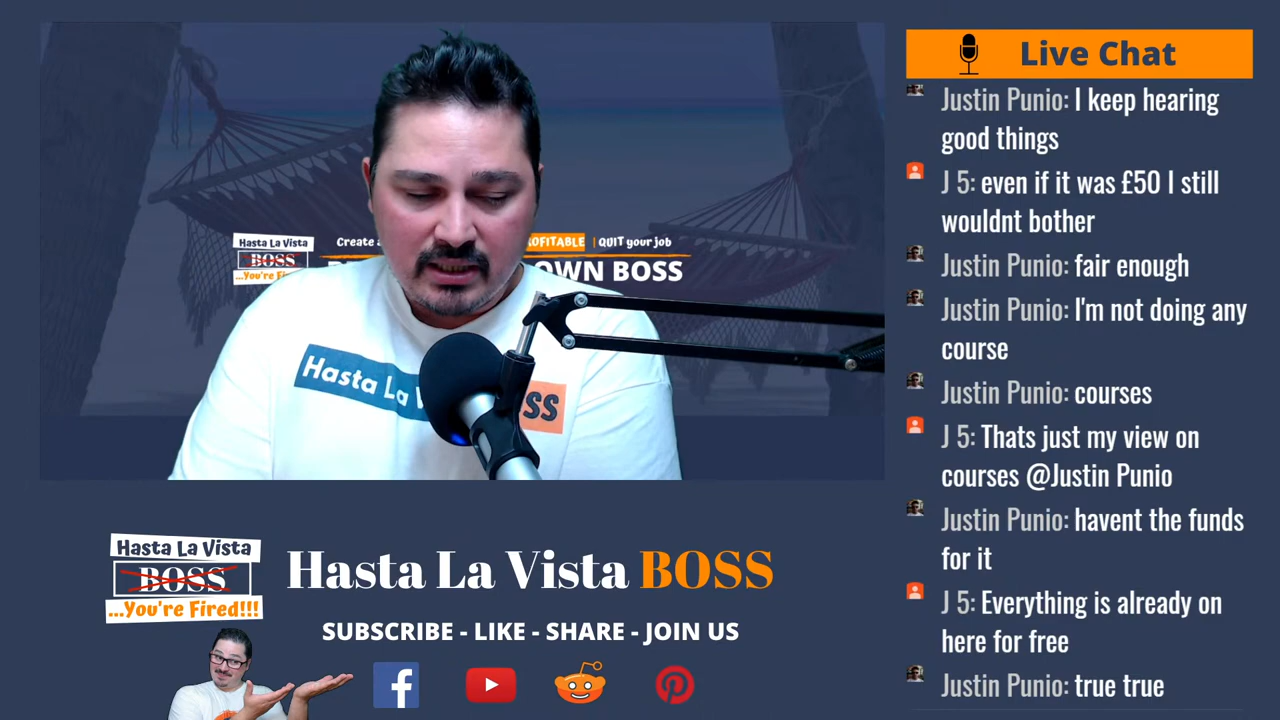 Live Chat
Justin Punio: I keep hearing
good things
J 5: even if it was £50 I still
wouldnt bother
Justin Punio: fair enough
Justin Punio: I'm not doing any
course
Justin Punio: courses
J 5: Thats just my view on
courses @Justin Punio
Justin Punio: havent the funds
for it
J 5: Everything is already on
here for free
Justin Punio: true true
Hasta La Vista
BOSS
...You're Fi
Create a
OFITABLE | QUIT your job
OWN BOSS
Hasta La V
SS
Hasta La Vista
BOSS
...You're Fired!!!
Hasta La Vista BOSS
SUBSCRIBE - LIKE - SHARE - JOIN US